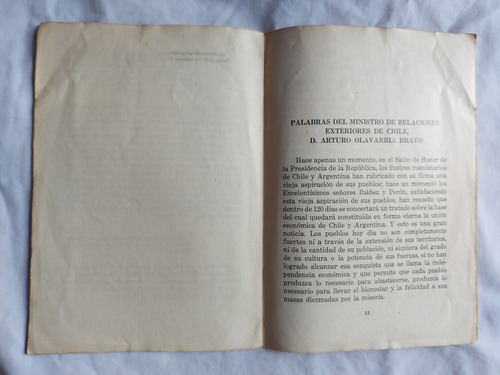 PALABRAS DEL MINISTRO DE RELACIONES
EXTERIORES DE CHILE,
D. ARTURO OLAVARRIA BRAVO
Hace apenas un momento, en el Salón de Honor de
la Presidencia de la República, los ilustres mandatarios
de Chile y Argentina han rubricado con su firma una
vieja aspiración de sus pueblos; hace un momento los
Excelentísimos señores Ibáñez y Perón, satisfaciendo
esta vieja aspiración de sus pueblos, han resuelto que
dentro de 120 días se concertará un tratado sobre la base
del cual quedará constituída en forma eterna la unión
económica de Chile y Argentina. Y esto es una gran
noticia. Los pueblos hoy día no son completamente
fuertes ni a través de la extensión de sus territorios,
ni de la cantidad de su población, ni siquiera del grado
de su cultura o la potencia de sus fuerzas, si no han
logrado alcanzar esa conquista que se llama la inde-
pendencia económica y que permite que cada pueblo
produzca lo necesario para abastecerse, produzca lo
necesario para llevar el bienestar y la felicidad a sus
masas diezmadas por la miseria.
21